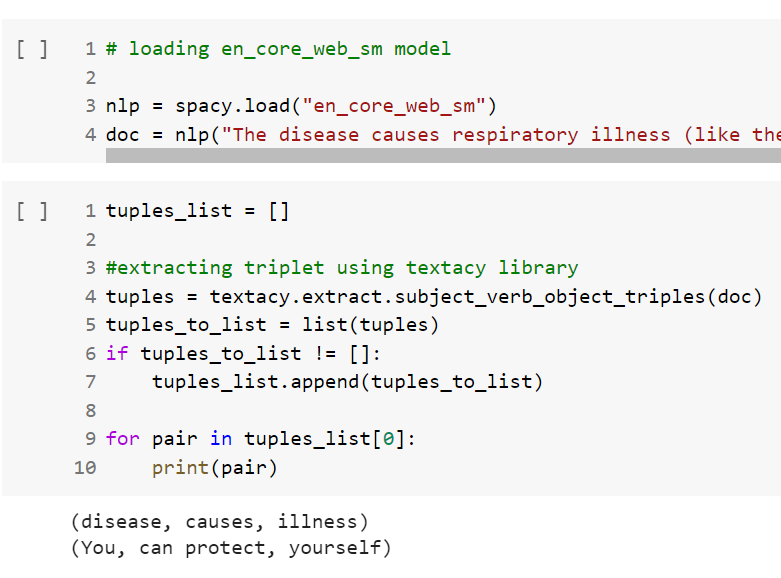 [ ] 1 # loading en_core_web_sm model
2
3 nlp = spacy.load("en_core_web_sm")
4 doc = nlp("The disease causes respiratory illness (like the
[ ] 1 tuples_list = []
2
3 #extracting triplet using textacy library
4 tuples = textacy.extract.subject_verb_object_triples(doc)
5 tuples_to_list = list(tuples)
6 if tuples_to_list != []:
7     tuples_list.append(tuples_to_list)
8
9 for pair in tuples_list[0]:
10     print(pair)
(disease, causes, illness)
(You, can protect, yourself)